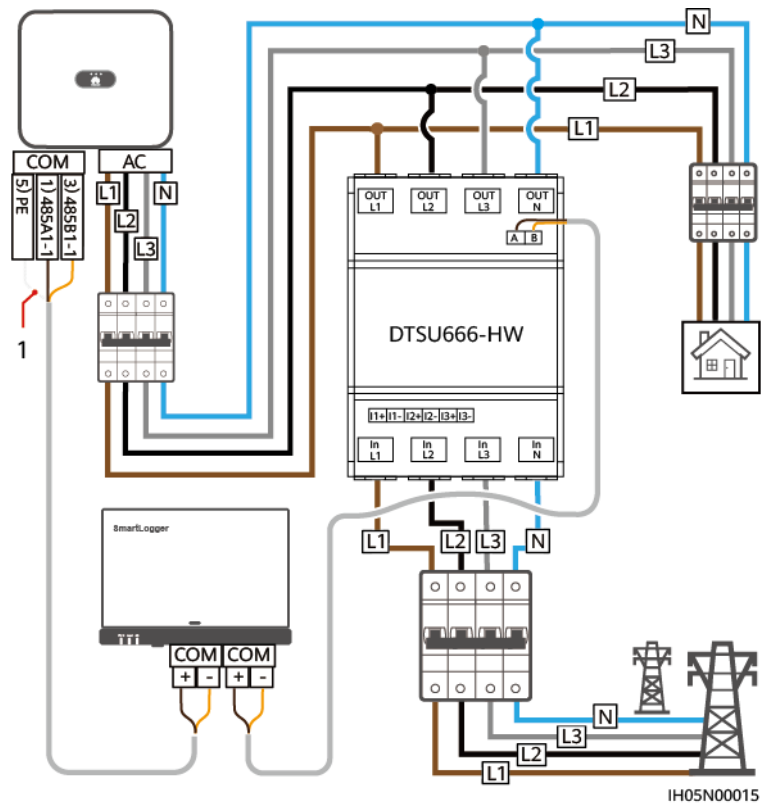 N
L3
L2
L1
COM
AC
5) PE
1) 485A1-1
3) 485B1-1
L1
L2
L3
N
1
OUT L1
OUT L2
OUT L3
OUT N
A B
DTSU666-HW
I1+ I1- I2+ I2- I3+ I3-
In L1
In L2
In L3
In N
L1
L2
L3
N
SmartLogger
COM COM
+ - + -
N
L3
L2
L1
IH05N00015